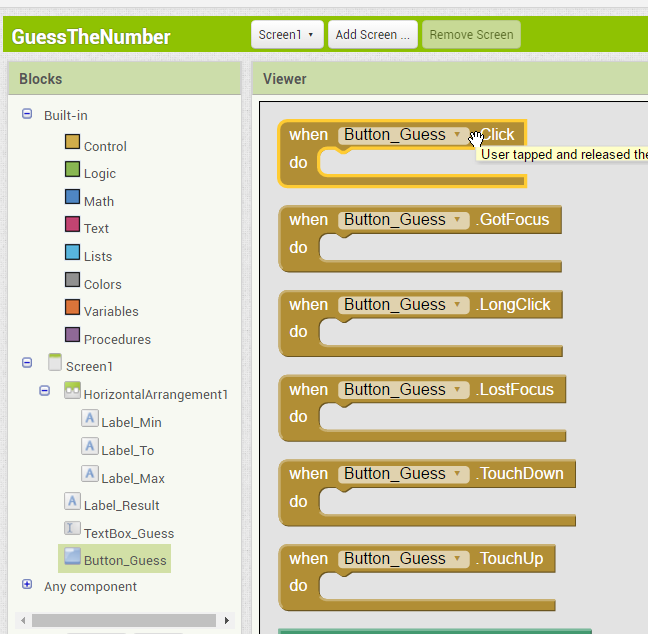 GuessTheNumber
Screen1
Add Screen ...
Remove Screen
Blocks
Viewer
Built-in
Control
Logic
Math
Text
Lists
Colors
Variables
Procedures
Screen1
HorizontalArrangement1
Label_Min
Label_To
Label_Max
Label_Result
TextBox_Guess
Button_Guess
Any component
when Button_Guess .Click
do
User tapped and released the
when Button_Guess .GotFocus
do
when Button_Guess .LongClick
do
when Button_Guess .LostFocus
do
when Button_Guess .TouchDown
do
when Button_Guess .TouchUp
do